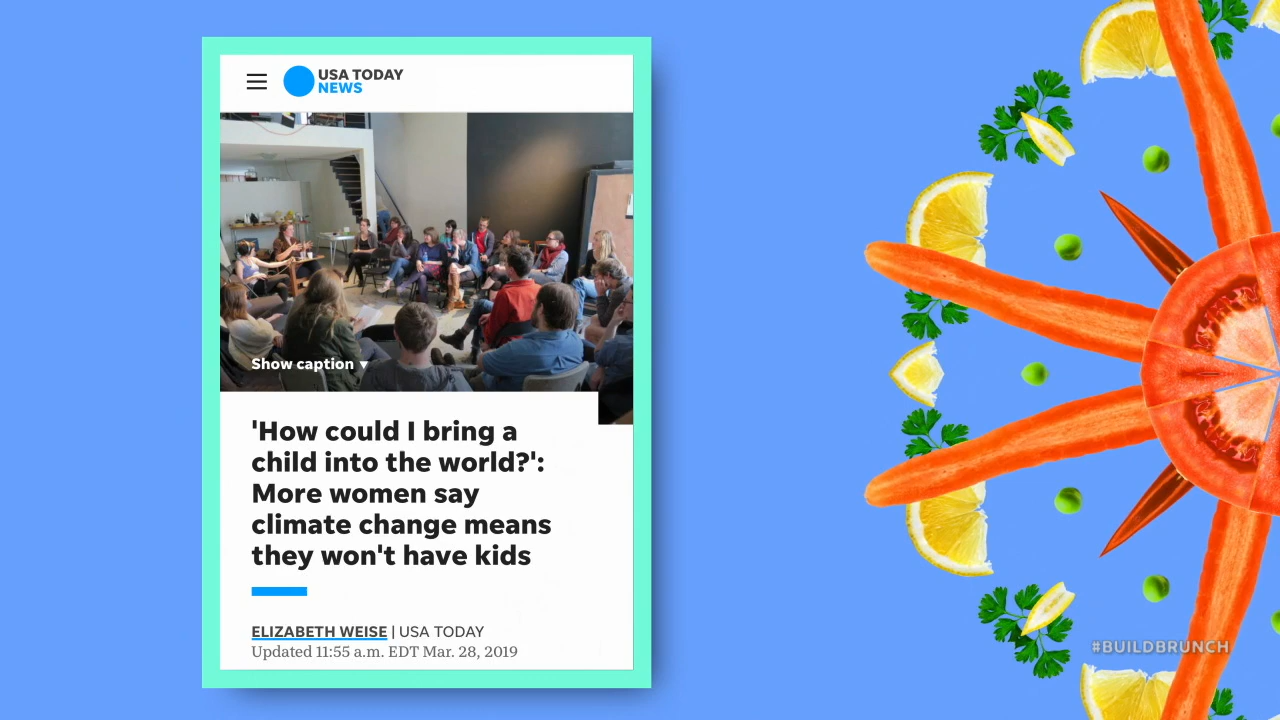 USA TODAY
NEWS
Show caption ▼
'How could I bring a
child into the world?':
More women say
climate change means
they won't have kids
ELIZABETH WEISE | USA TODAY
Updated 11:55 a.m. EDT Mar. 28, 2019
#BUILDBRUNCH